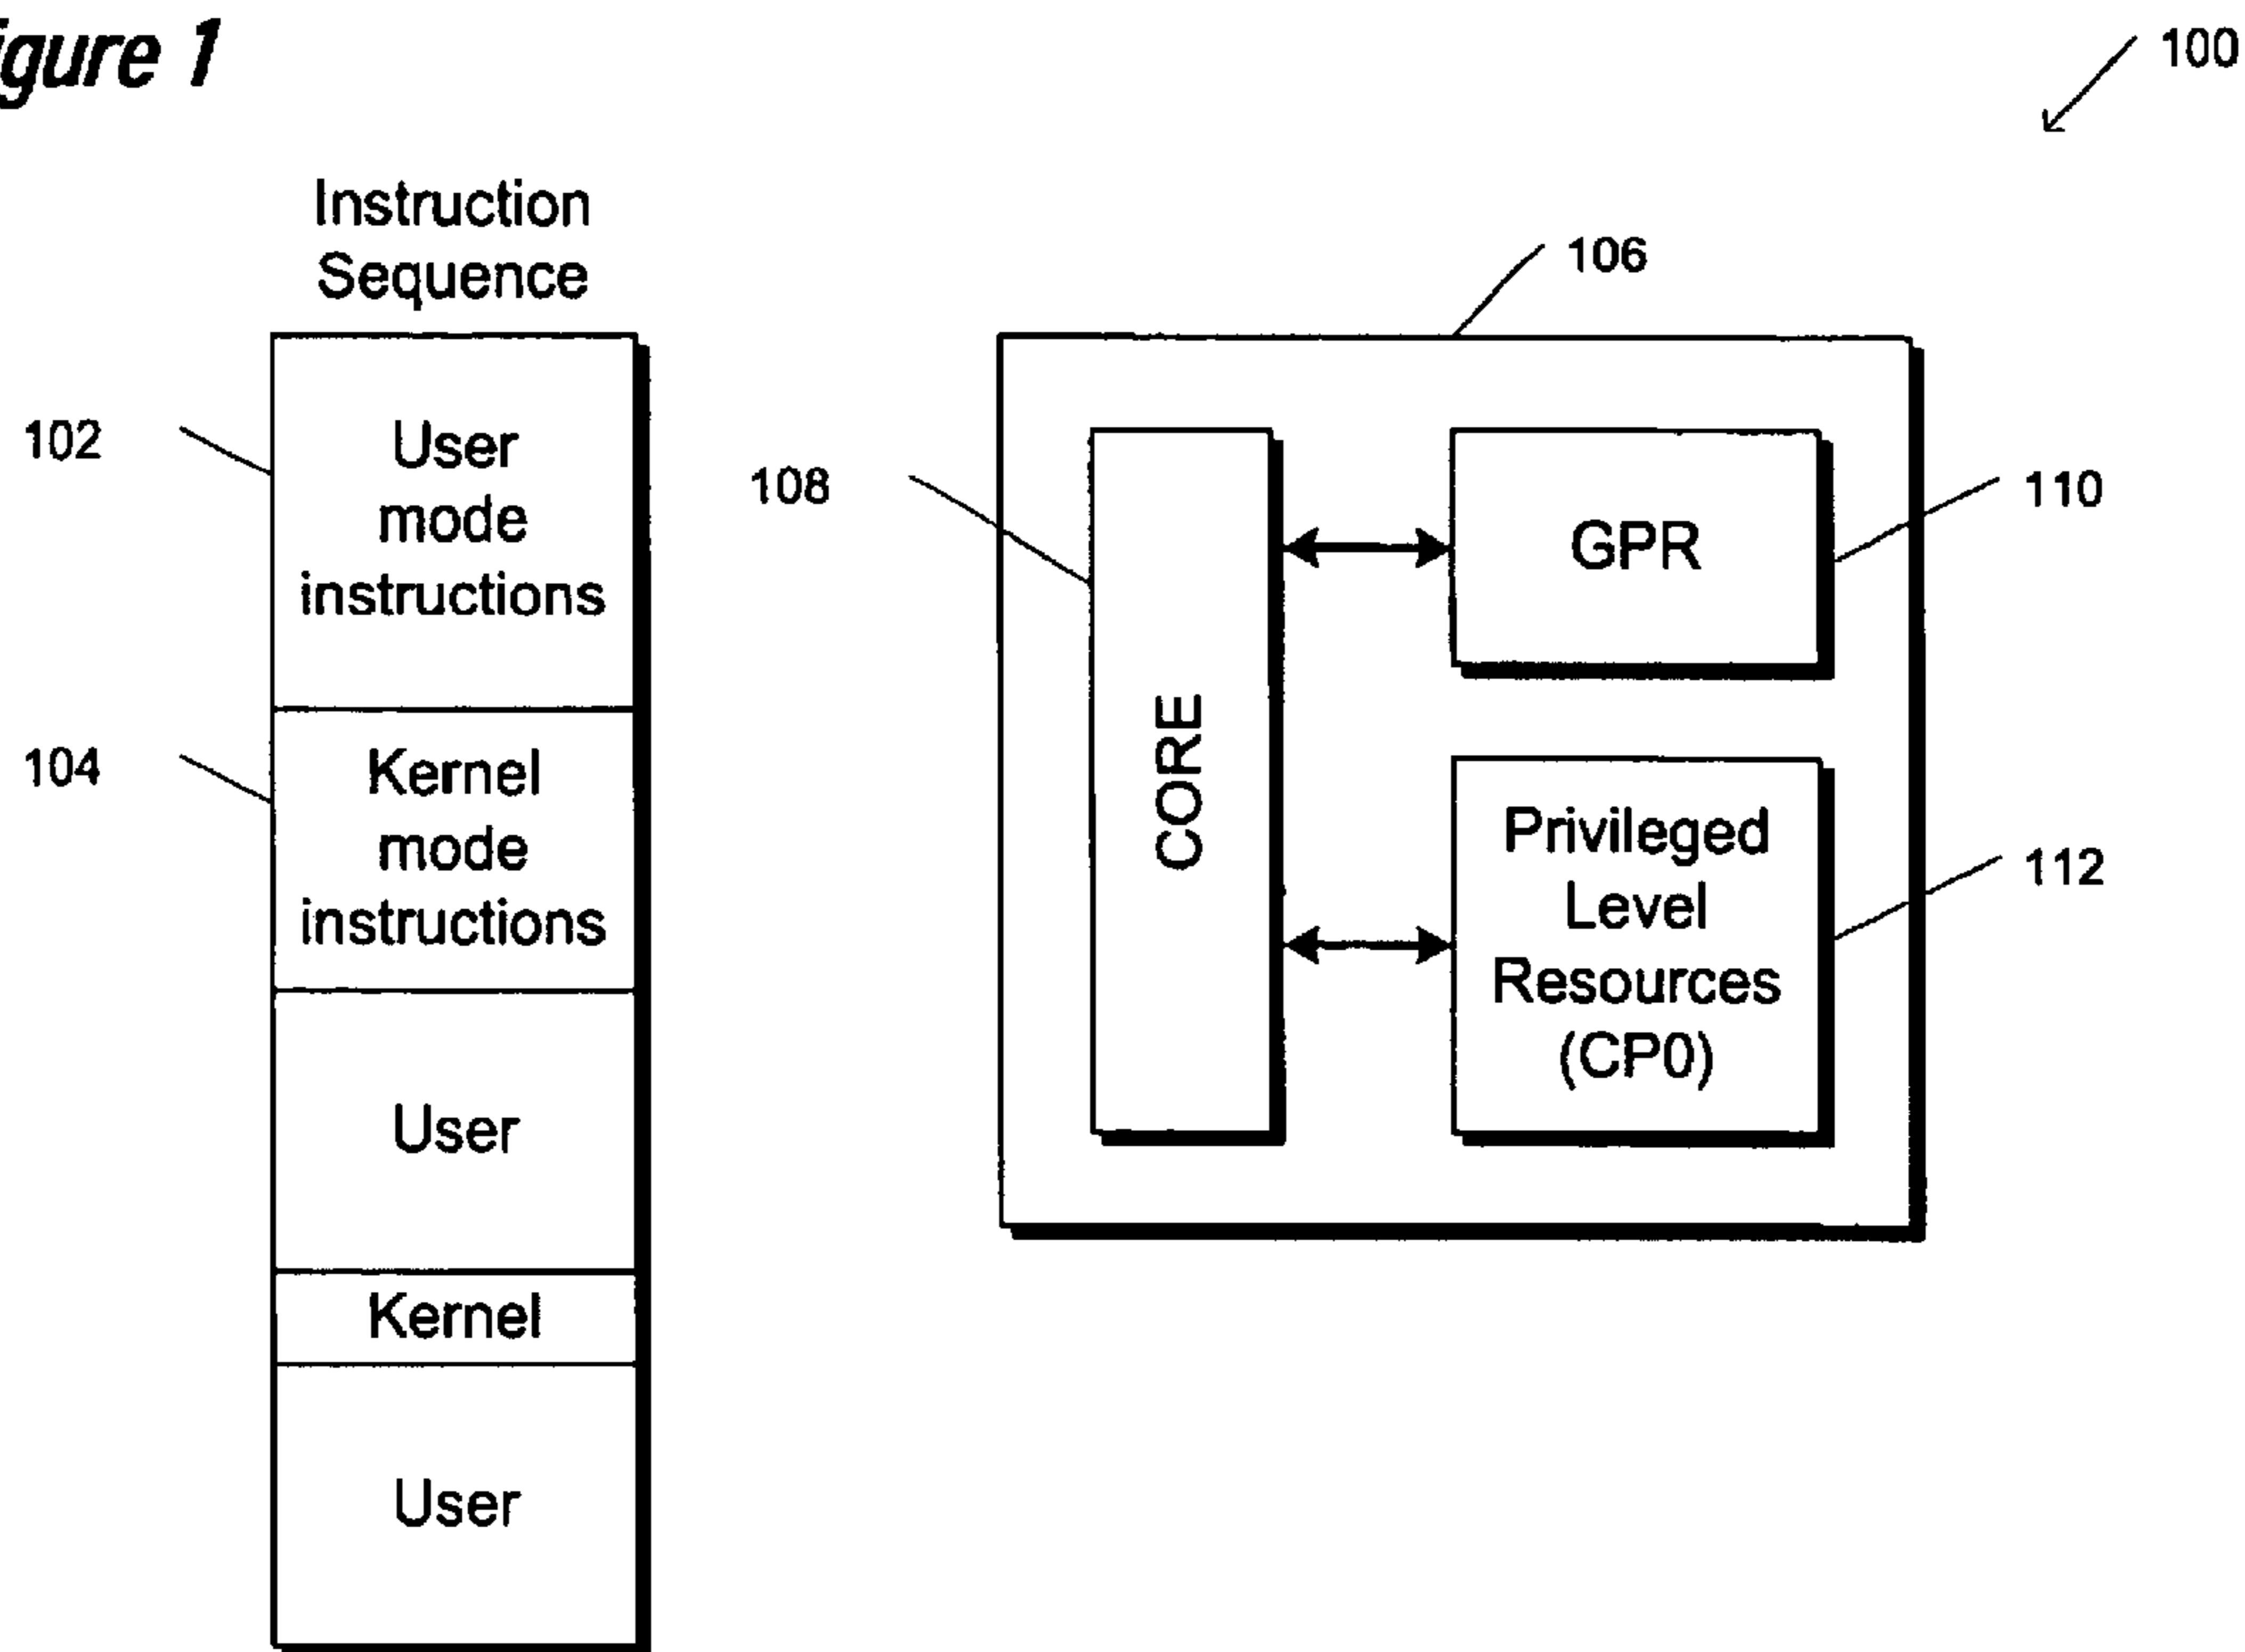 igure 1
100
Instruction
Sequence
106
102
User
mode
instructions
108
CORE
GPR
110
104
Kernel
mode
instructions
Privileged
Level
Resources
(CP0)
112
User
Kernel
User